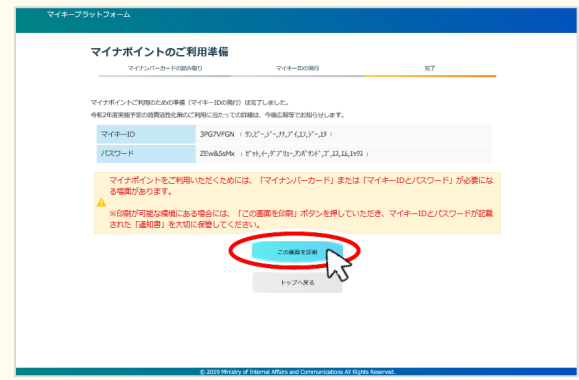 マイキープラットフォーム
マイナポイントのご利用準備
マイナンバーカードの読み取り
マイキーIDの発行
完了
マイナポイントご利用のための準備（マイキーIDの発行）は完了しました。
令和2年度実施予定の消費活性化策のご利用に当たっての詳細は、今後広報等でお知らせします。
マイキーID
3PG7VFGN
パスワード
ZEw&5sMx
マイナポイントをご利用いただくためには、「マイナンバーカード」または「マイキーIDとパスワード」が必要にな
る場面があります。
※印刷が可能な環境にある場合には、「この画面を印刷」ボタンを押していただき、マイキーIDとパスワードが記載
された「通知書」を大切に保管してください。
この画面を印刷
トップへ戻る
© 2019 Ministry of Internal Affairs and Communications All Rights Reserved.